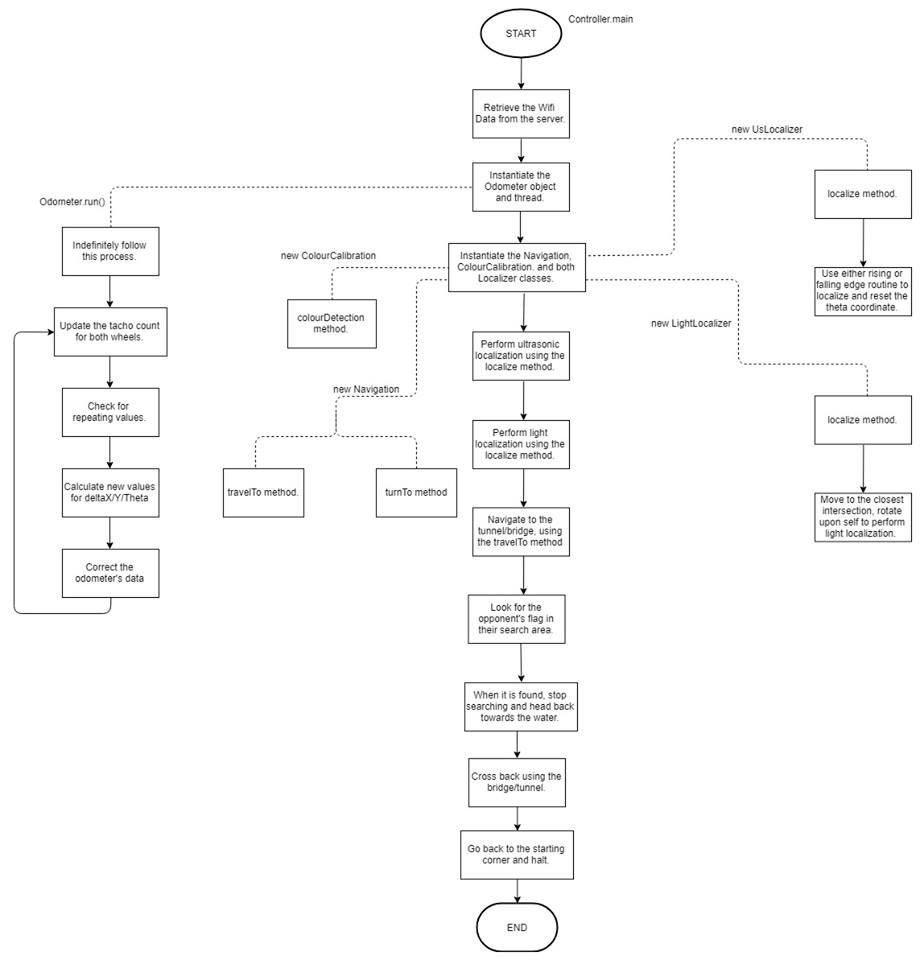 Controller.main
START
Retrieve the Wifi
Data from the server.
Instantiate the
Odometer object
and thread.
Instantiate the Navigation,
ColourCalibration. and both
Localizer classes.
Perform ultrasonic
localization using the
localize method.
Perform light
localization using the
localize method.
Navigate to the
tunnel/bridge, using
the travelTo method
Look for the
opponent's flag in
their search area.
When it is found, stop
searching and head back
towards the water.
Cross back using the
bridge/tunnel.
Go back to the starting
corner and halt.
END
Odometer.run()
Indefinitely follow
this process.
Update the tacho count
for both wheels.
Check for
repeating values.
Calculate new values
for deltaX/Y/Theta
Correct the
odometer's data
new ColourCalibration
colourDetection
method.
new Navigation
travelTo method.
turnTo method
new UsLocalizer
localize method.
Use either rising or
falling edge routine to
localize and reset the
theta coordinate.
new LightLocalizer
localize method.
Move to the closest
intersection, rotate
upon self to perform
light localization.